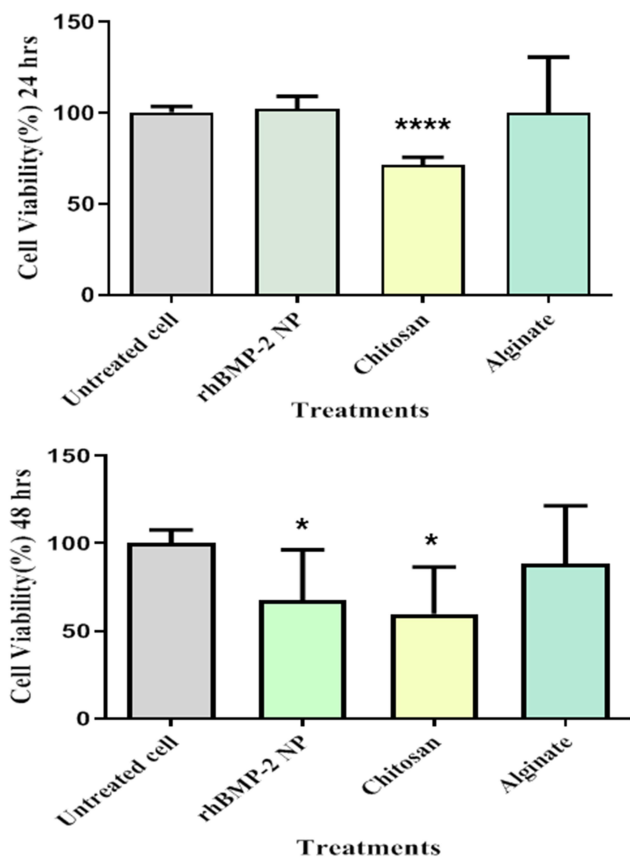 Cell Viability(%) 24 hrs
150
100
50
0
****
Untreated cell
rhBMP-2 NP
Chitosan
Alginate
Treatments
Cell Viability(%) 48 hrs
150
100
50
0
*
*
Untreated cell
rhBMP-2 NP
Chitosan
Alginate
Treatments